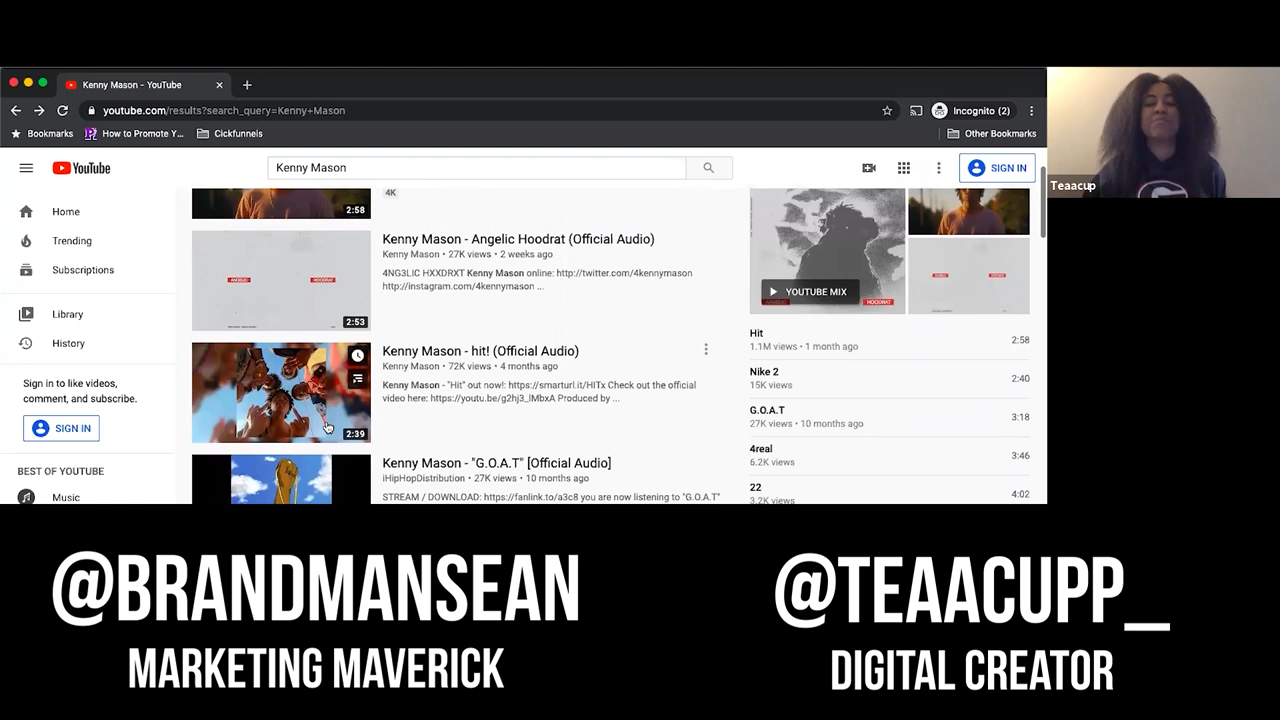 Kenny Mason - YouTube
youtube.com/results?search_query=Kenny+Mason
Incognito (2)
Bookmarks
How to Promote Y...
Clickfunnels
Other Bookmarks
YouTube
Kenny Mason
SIGN IN
Teaacup
Home
Trending
Subscriptions
Library
History
Sign in to like videos,
comment, and subscribe.
SIGN IN
BEST OF YOUTUBE
Music
4K
2:58
Kenny Mason - Angelic Hoodrat (Official Audio)
Kenny Mason • 27K views • 2 weeks ago
4NG3LIC HXXDRXT Kenny Mason online: http://twitter.com/4kennymason
http://instagram.com/4kennymason ...
ANGELIC
HOODRAT
2:53
Kenny Mason - hit! (Official Audio)
Kenny Mason • 72K views • 4 months ago
Kenny Mason - "Hit" out now!: https://smarturl.it/HITx Check out the official
video here: https://youtu.be/g2hj3_IMbxA Produced by ...
2:39
Kenny Mason - "G.O.A.T" [Official Audio]
iHipHopDistribution • 27K views • 10 months ago
STREAM / DOWNLOAD: https://fanlink.to/a3c8 you are now listening to "G.O.A.T"
YOUTUBE MIX
HOODRAT
Hit
1.1M views • 1 month ago
2:58
Nike 2
15K views
2:40
G.O.A.T
27K views • 10 months ago
3:18
4real
6.2K views
3:46
22
3.2K views
4:02
@BRANDMANSEAN
MARKETING MAVERICK
@TEAACUPP_
DIGITAL CREATOR